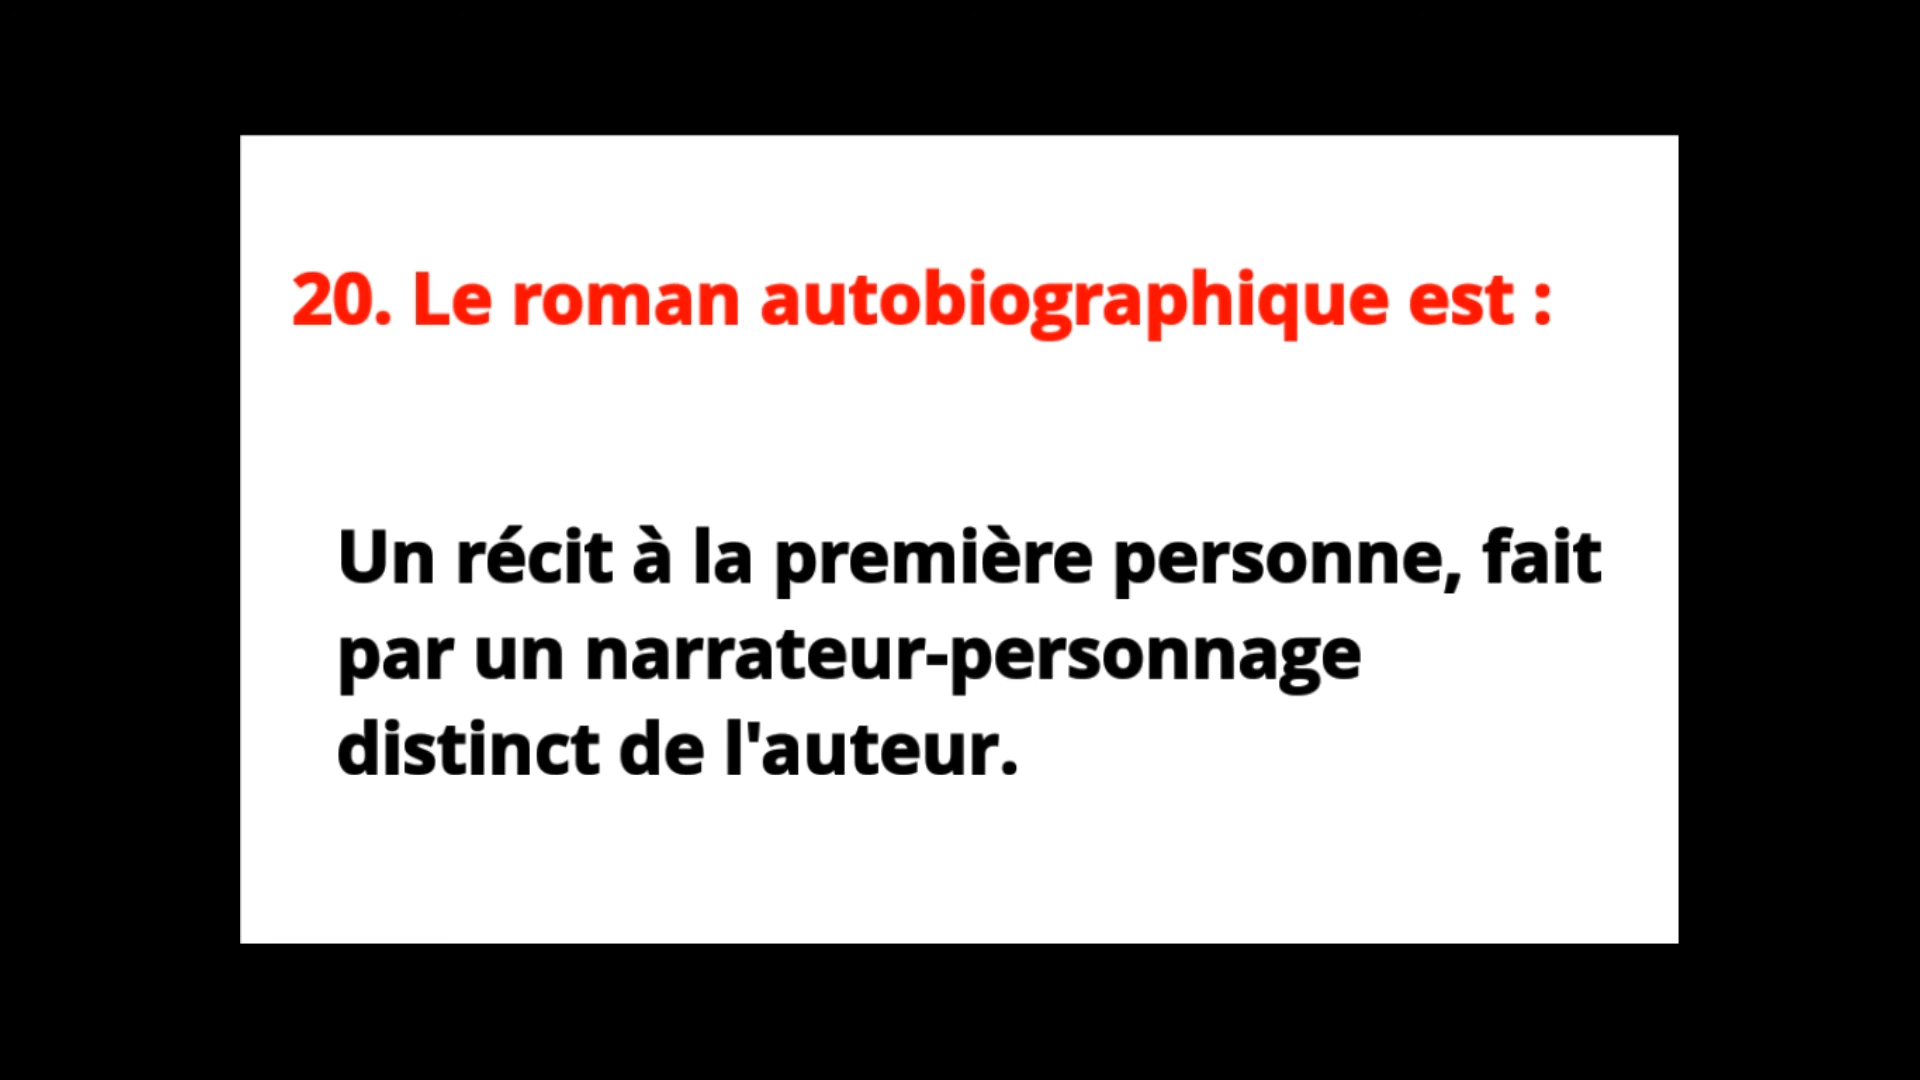 20. Le roman autobiographique est :
Un récit à la première personne, fait
par un narrateur-personnage
distinct de l'auteur.